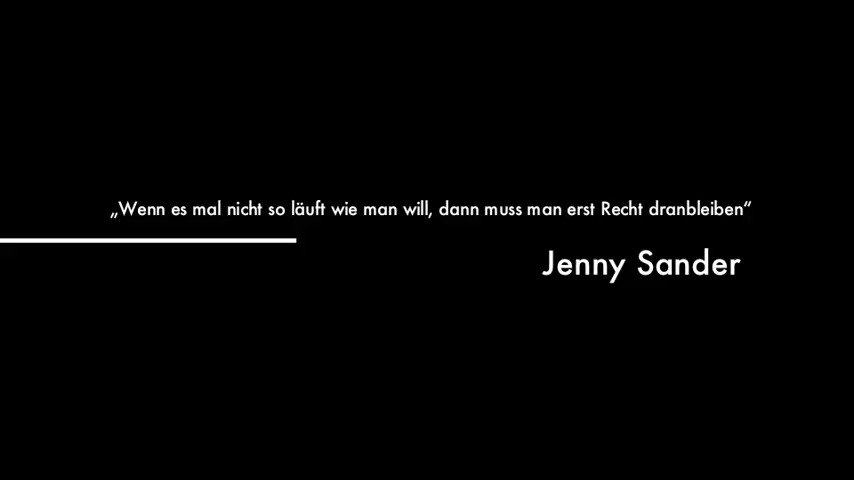 „Wenn es mal nicht so läuft wie man will, dann muss man erst Recht dranbleiben“
Jenny Sander